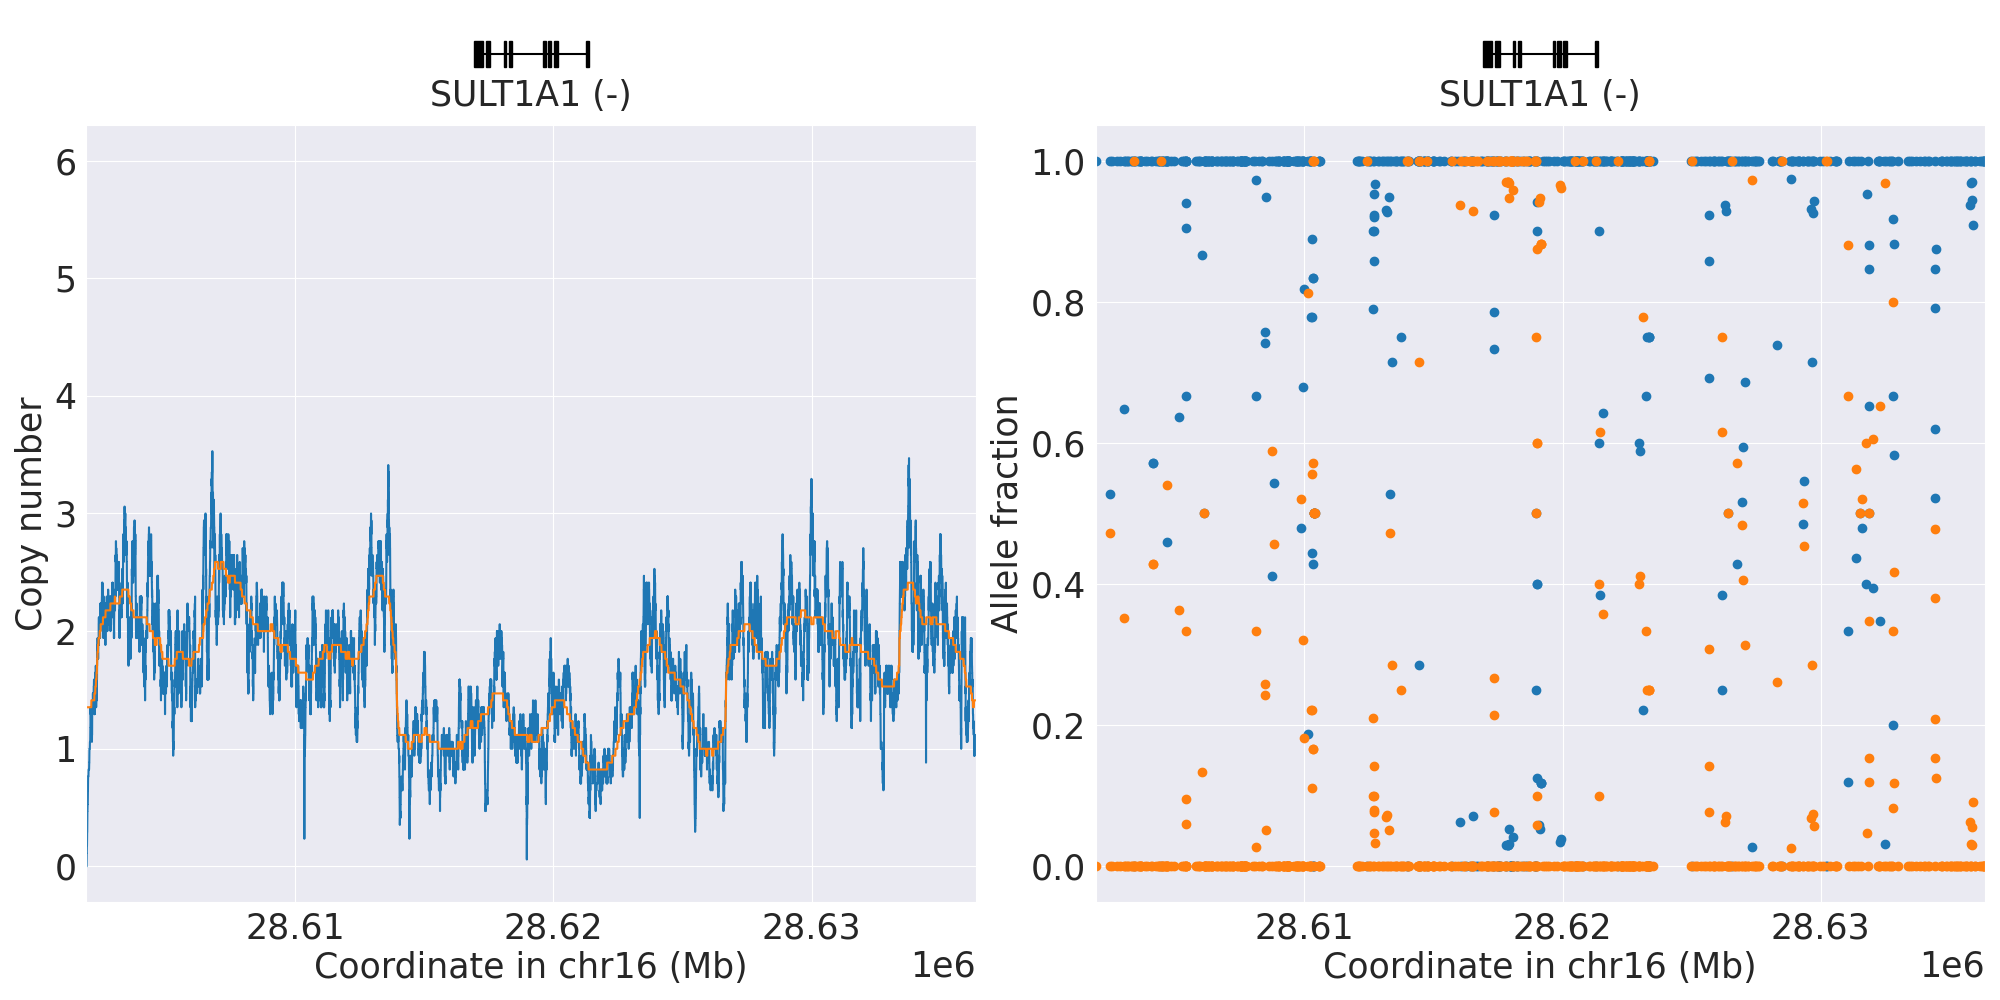 SULT1A1 (-)
Copy number
6
5
4
3
2
1
0
28.61 28.62 28.63
Coordinate in chr16 (Mb)
1e6
SULT1A1 (-)
Allele fraction
1.0
0.8
0.6
0.4
0.2
0.0
28.61 28.62 28.63
Coordinate in chr16 (Mb)
1e6